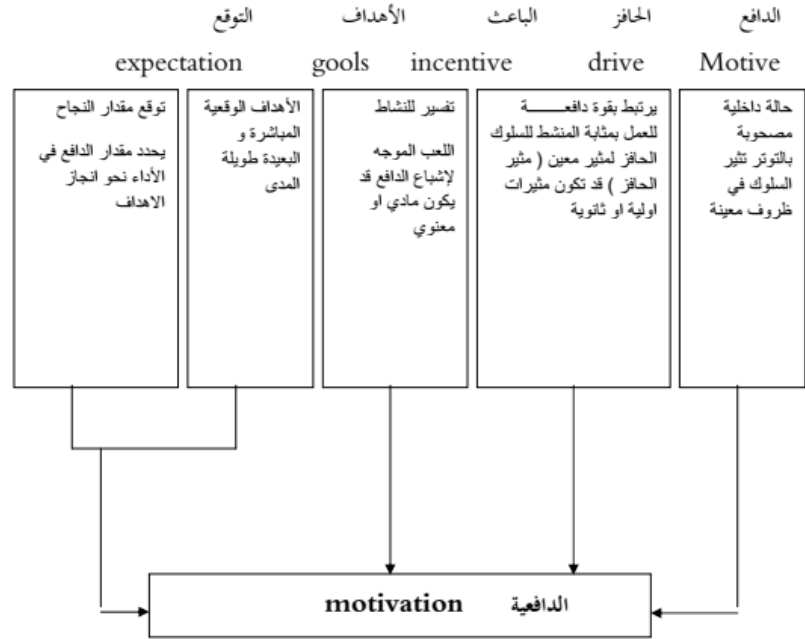 الدافع الحافز الباعث الأهداف التوقع
expectation gools incentive drive Motive
حالة داخلية
مصحوبة
بالتوتر تثير
السلوك في
ظروف معينة
يرتبط بقوة دافعـــــــــة
للعمل بمثابة المنشط للسلوك
الحافز لمثير معين ( مثير
الحافز ) قد تكون مثيرات
اولية او ثانوية
تفسير للنشاط
اللعب الموجه
لإشباع الدافع قد
يكون مادي او
معنوي
الأهداف الوقعية
المباشرة و
البعيدة طويلة
المدى
توقع مقدار النجاح
يحدد مقدار الدافع في
الأداء نحو انجاز
الاهداف
motivation الدافعية